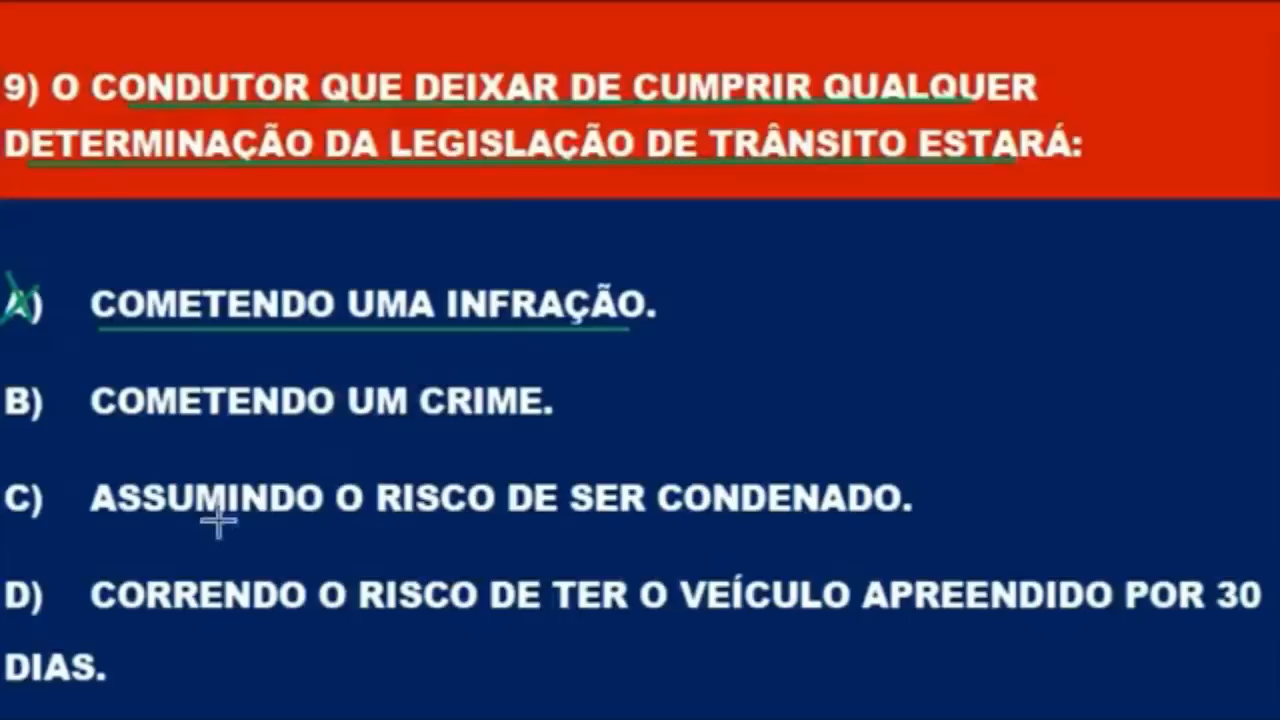 9) O CONDUTOR QUE DEIXAR DE CUMPRIR QUALQUER
DETERMINAÇÃO DA LEGISLAÇÃO DE TRÂNSITO ESTARÁ:
A) COMETENDO UMA INFRAÇÃO.
B) COMETENDO UM CRIME.
C) ASSUMINDO O RISCO DE SER CONDENADO.
D) CORRENDO O RISCO DE TER O VEÍCULO APREENDIDO POR 30
DIAS.